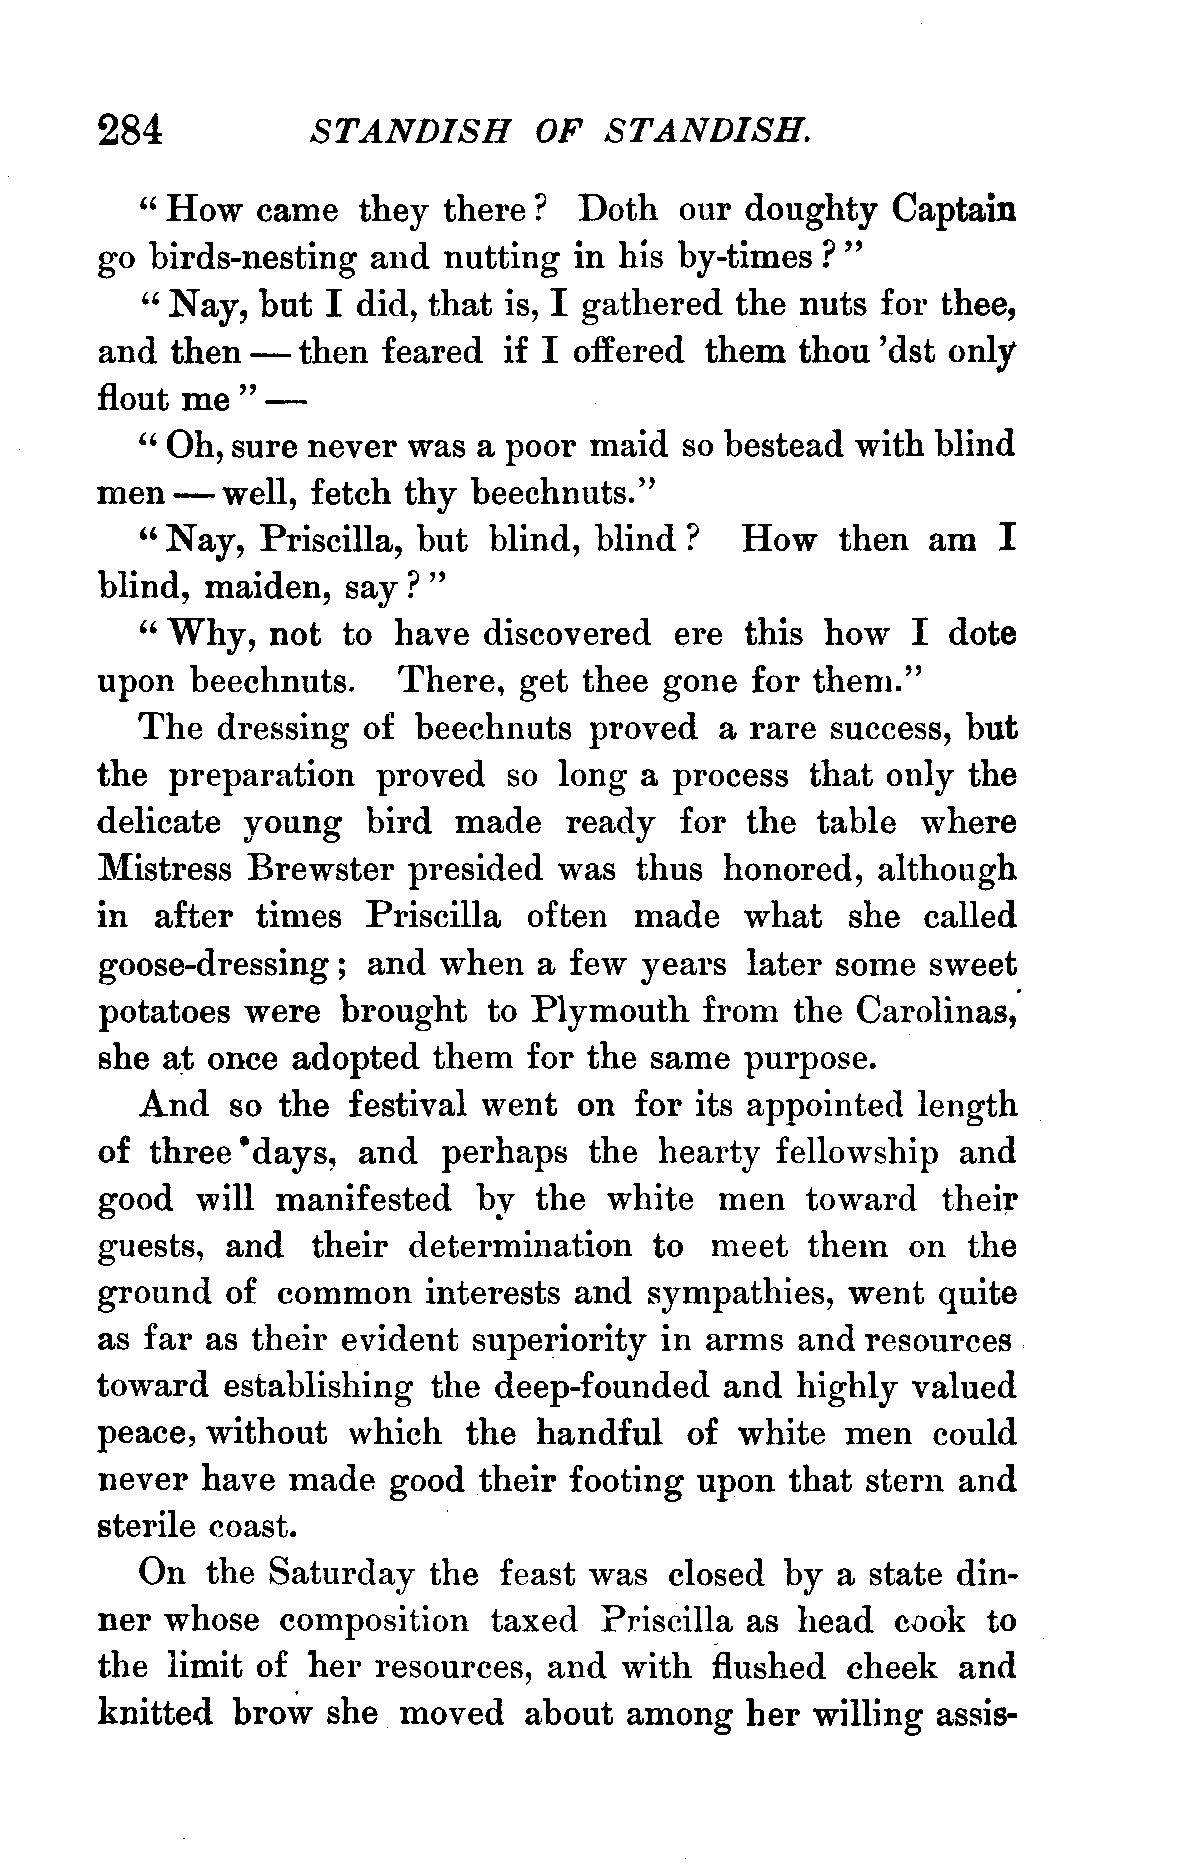 284 STANDISH OF STANDISH.
“ How came they there ? Doth our doughty Captain
go birds-nesting and nutting in his by-times ? ”
“ Nay, but I did, that is, I gathered the nuts for thee,
and then — then feared if I offered them thou 'dst only
flout me ” —
“ Oh, sure never was a poor maid so bestead with blind
men — well, fetch thy beechnuts.”
“ Nay, Priscilla, but blind, blind ? How then am I
blind, maiden, say ? ”
“ Why, not to have discovered ere this how I dote
upon beechnuts. There, get thee gone for them.”
The dressing of beechnuts proved a rare success, but
the preparation proved so long a process that only the
delicate young bird made ready for the table where
Mistress Brewster presided was thus honored, although
in after times Priscilla often made what she called
goose-dressing ; and when a few years later some sweet
potatoes were brought to Plymouth from the Carolinas,
she at once adopted them for the same purpose.
And so the festival went on for its appointed length
of three days, and perhaps the hearty fellowship and
good will manifested by the white men toward their
guests, and their determination to meet them on the
ground of common interests and sympathies, went quite
as far as their evident superiority in arms and resources
toward establishing the deep-founded and highly valued
peace, without which the handful of white men could
never have made good their footing upon that stern and
sterile coast.
On the Saturday the feast was closed by a state din-
ner whose composition taxed Priscilla as head cook to
the limit of her resources, and with flushed cheek and
knitted brow she moved about among her willing assis-